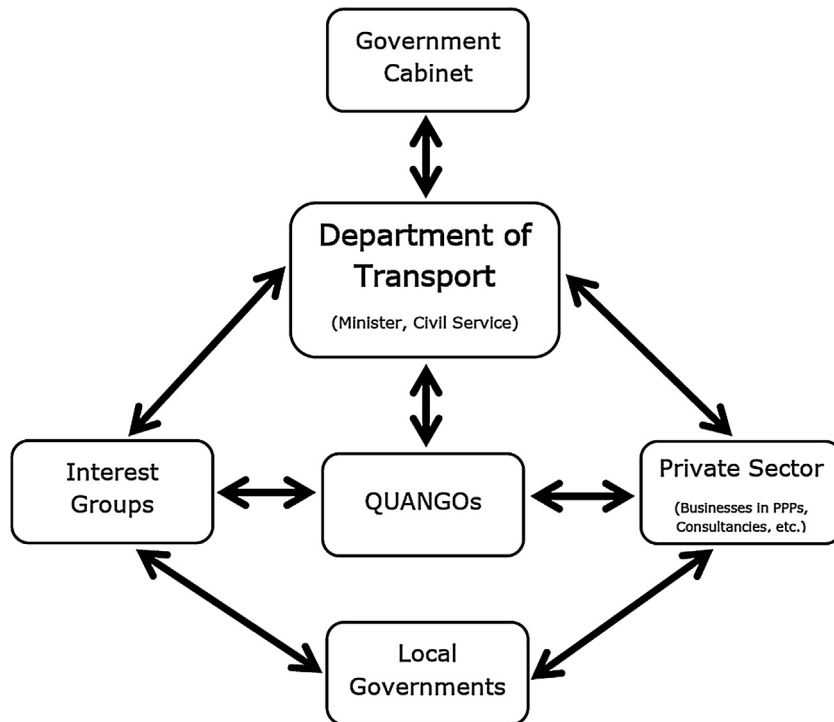 Government
Cabinet
Department of
Transport
(Minister, Civil Service)
Interest
Groups
QUANGOs
Private Sector
(Businesses in PPPs,
Consultancies, etc.)
Local
Governments